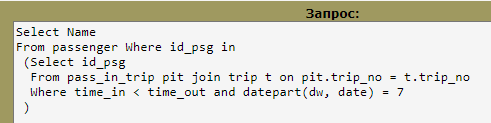 Запрос:
Select Name
From passenger Where id_psg in
(Select id_psg
From pass_in_trip pit join trip t on pit.trip_no = t.trip_no
Where time_in < time_out and datepart(dw, date) = 7
)